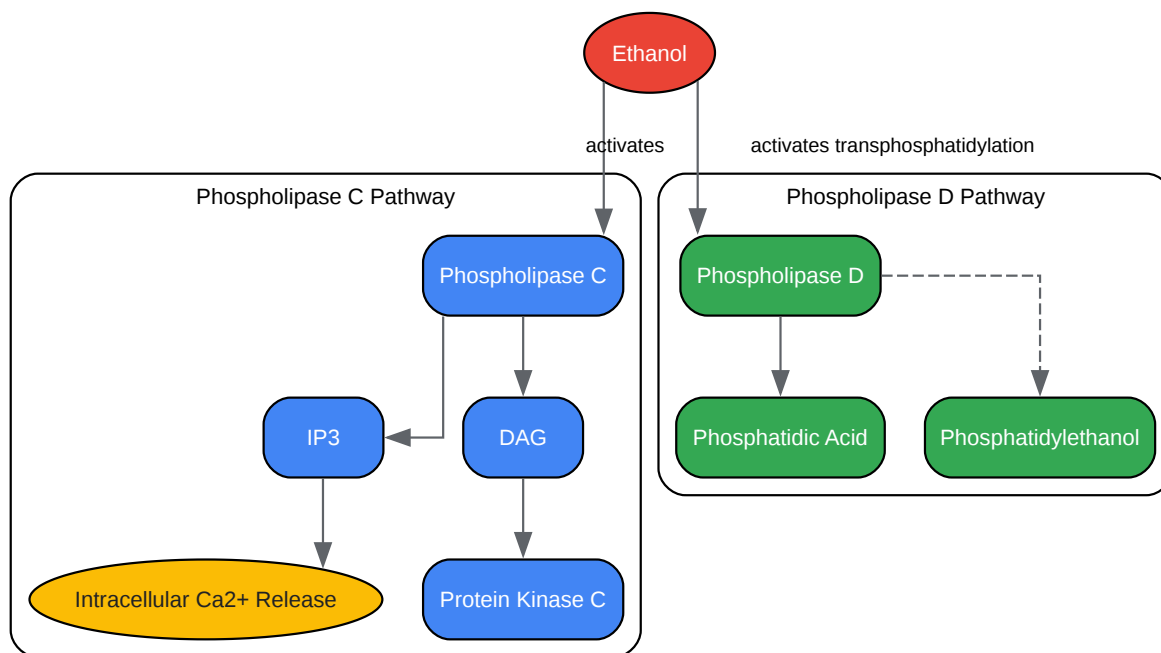 Ethanol
activates
activates transphosphatidylation
Phospholipase C Pathway
Phospholipase D Pathway
Phospholipase C
Phospholipase D
IP3
DAG
Phosphatidic Acid
Phosphatidylethanol
Intracellular Ca2+ Release
Protein Kinase C